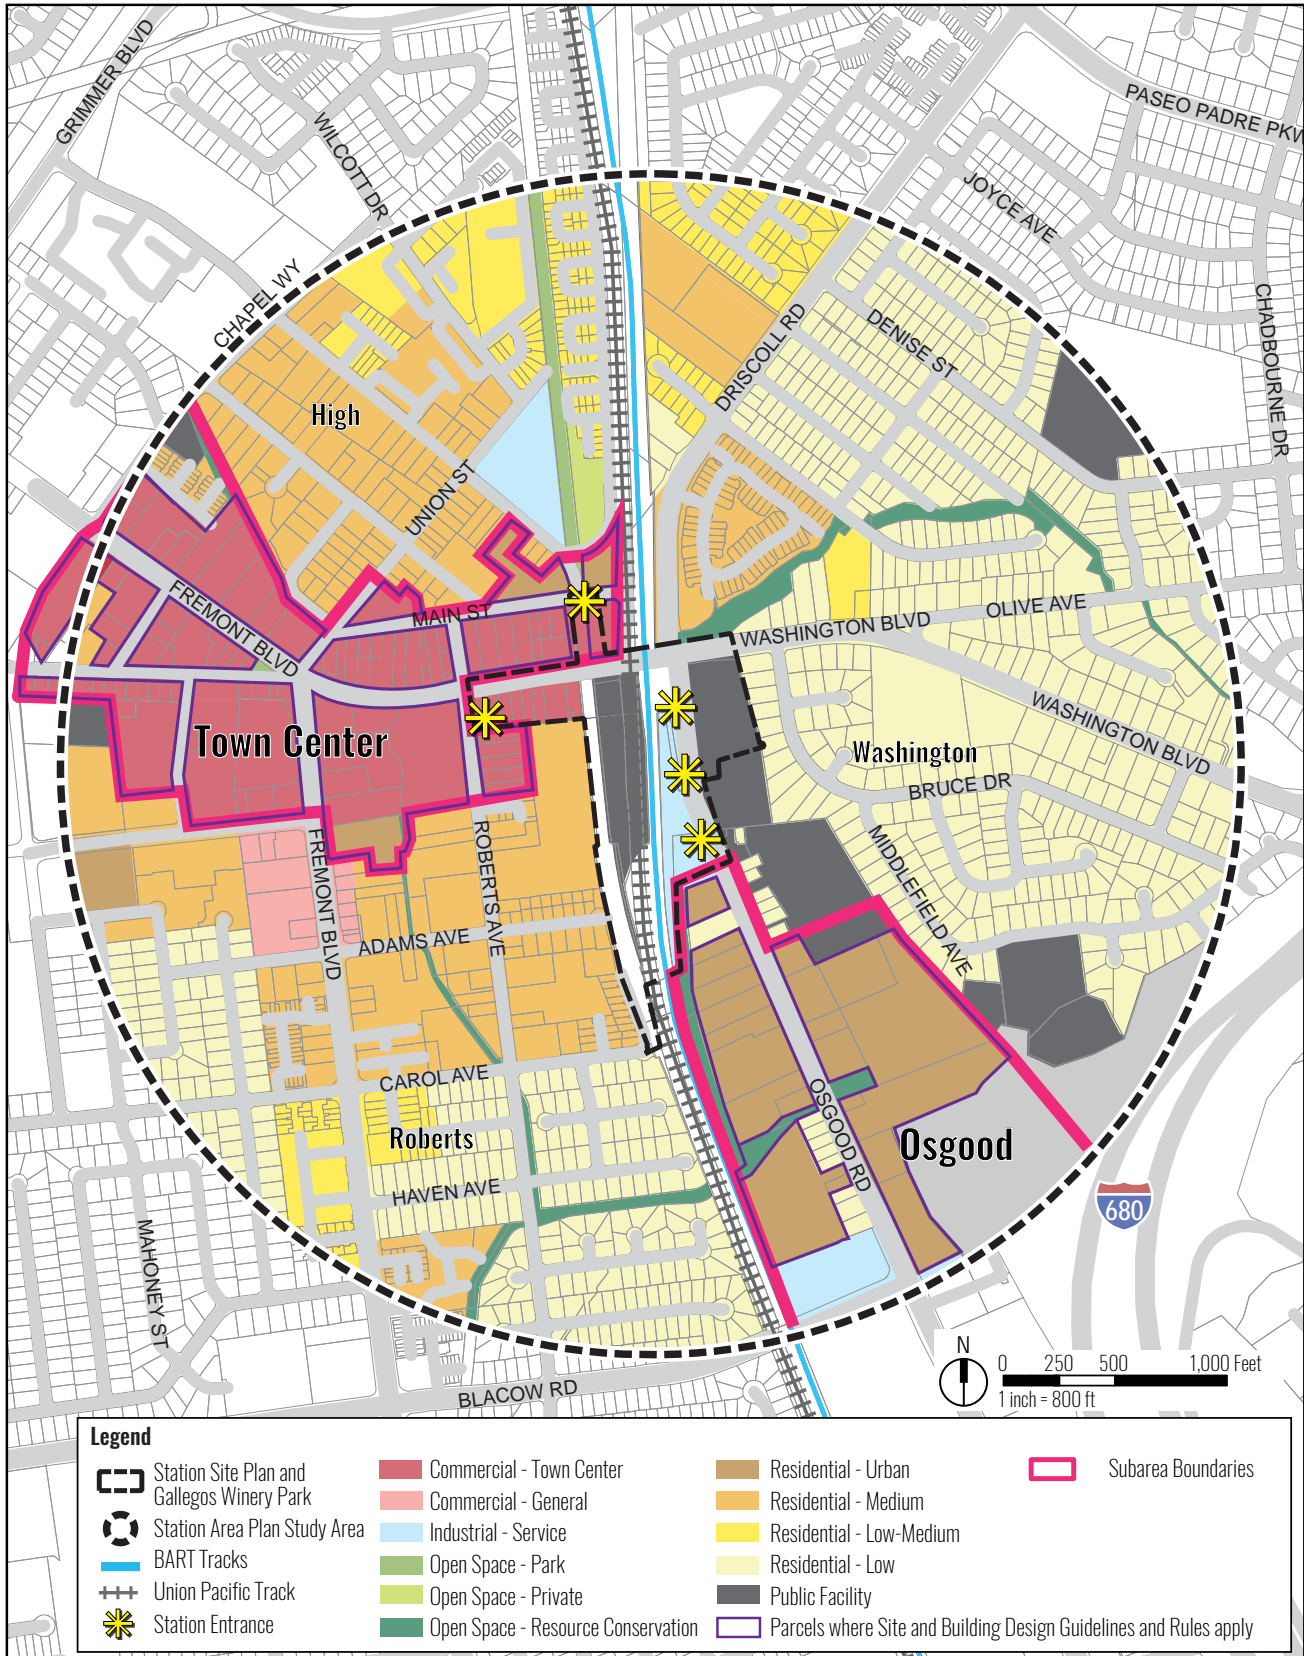 GRIMMER BLVD
WILCOTT DR
PASEO PADRE PKW
JOYCE AVE
CHADBOURNE DR
CHAPEL WY
DRISCOLL RD
DENISE ST
High
UNION ST
FREMONT BLVD
MAIN ST
WASHINGTON BLVD
OLIVE AVE
WASHINGTON BLVD
Town Center
Washington
BRUCE DR
MIDDLEFIELD AVE
FREMONT BLVD
ROBERTS AVE
ADAMS AVE
CAROL AVE
OSGOOD RD
Roberts
Osgood
HAVEN AVE
680
MAHONEY ST
BLACOW RD
N
0 250 500 1,000 Feet
1 inch = 800 ft
Legend
Station Site Plan and
Gallegos Winery Park
Station Area Plan Study Area
BART Tracks
Union Pacific Track
Station Entrance
Commercial - Town Center
Commercial - General
Industrial - Service
Open Space - Park
Open Space - Private
Open Space - Resource Conservation
Residential - Urban
Residential - Medium
Residential - Low-Medium
Residential - Low
Public Facility
Parcels where Site and Building Design Guidelines and Rules apply
Subarea Boundaries